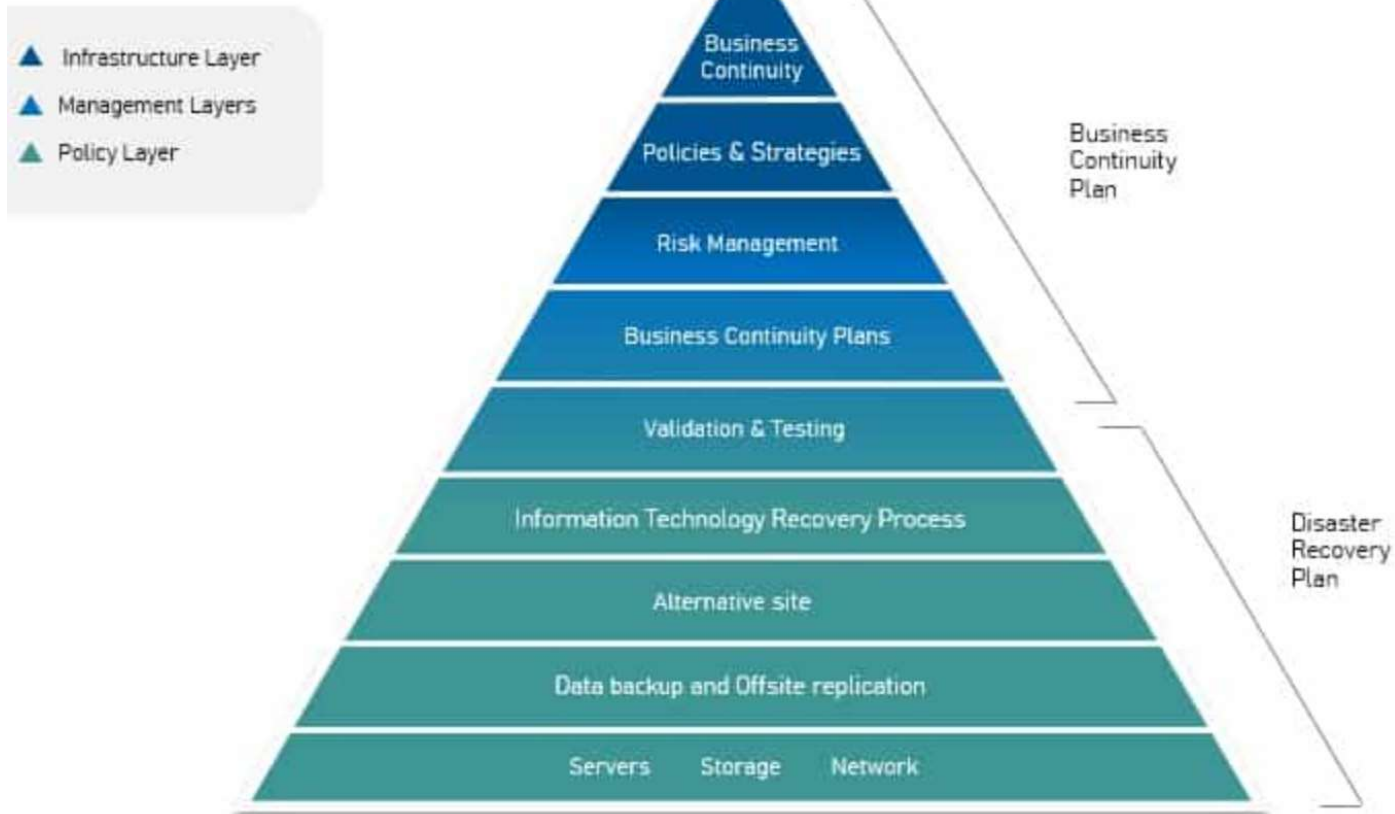 Infrastructure Layer
Management Layers
Policy Layer
Business
Continuity
Policies & Strategies
Risk Management
Business Continuity Plans
Validation & Testing
Information Technology Recovery Process
Alternative site
Data backup and Offsite replication
Servers Storage Network
Business
Continuity
Plan
Disaster
Recovery
Plan